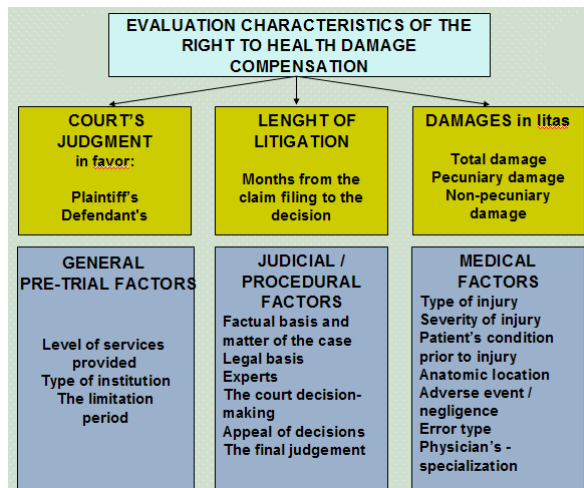 EVALUATION CHARACTERISTICS OF THE
RIGHT TO HEALTH DAMAGE
COMPENSATION
COURT'S
JUDGMENT
in favor:
Plaintiff's
Defendant's
LENGHT OF
LITIGATION
Months from the
claim filing to the
decision
DAMAGES in litas
Total damage
Pecuniary damage
Non-pecuniary
damage
GENERAL
PRE-TRIAL FACTORS
Level of services
provided
Type of institution
The limitation
period
JUDICIAL /
PROCEDURAL
FACTORS
Factual basis and
matter of the case
Legal basis
Experts
The court decision-
making
Appeal of decisions
The final judgement
MEDICAL
FACTORS
Type of injury
Severity of injury
Patient's condition
prior to injury
Anatomic location
Adverse event /
negligence
Error type
Physician's -
specialization